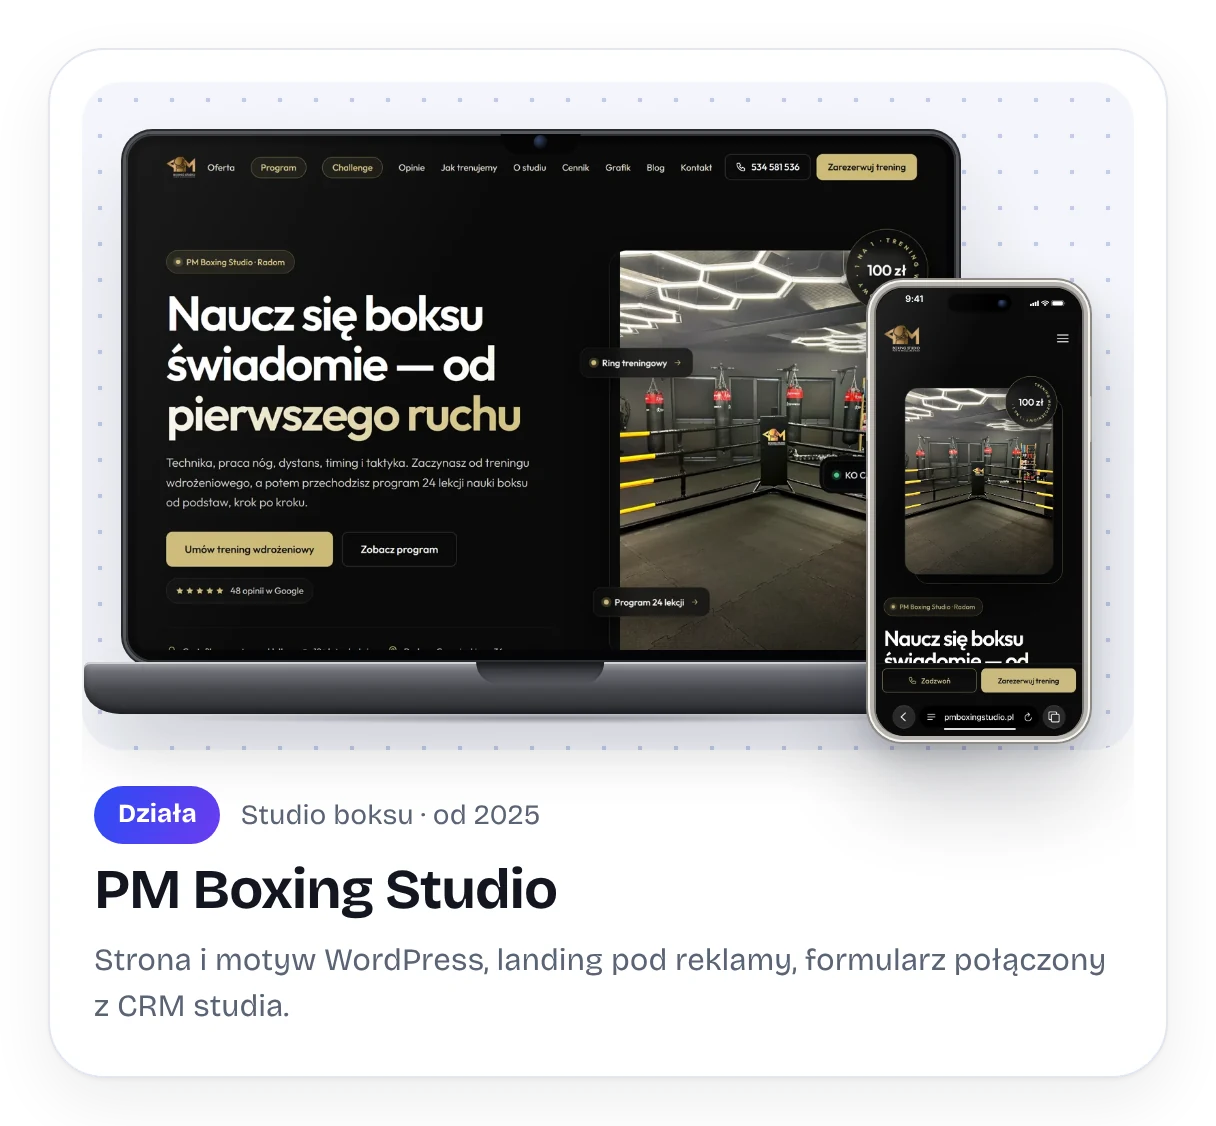 Oferta Program Challenge Opinie Jak trenujemy O studiu Cennik Grafik Blog Kontakt 534 581 536 Zarezerwuj trening
PM Boxing Studio · Radom
Naucz się boksu
świadomie — od
pierwszego ruchu
Technika, praca nóg, dystans, timing i taktyka. Zaczynasz od treningu
wdrożeniowego, a potem przechodzisz program 24 lekcji nauki boksu
od podstaw, krok po kroku.
Umów trening wdrożeniowy Zobacz program
48 opinii w Google
100 zł
Ring treningowy
KO C
Program 24 lekcji
9:41
100 zł
PM Boxing Studio · Radom
Naucz się boksu
świadomie — od
Zadzwoń Zarezerwuj trening
pmboxingstudio.pl
Działa Studio boksu · od 2025
PM Boxing Studio
Strona i motyw WordPress, landing pod reklamy, formularz połączony
z CRM studia.